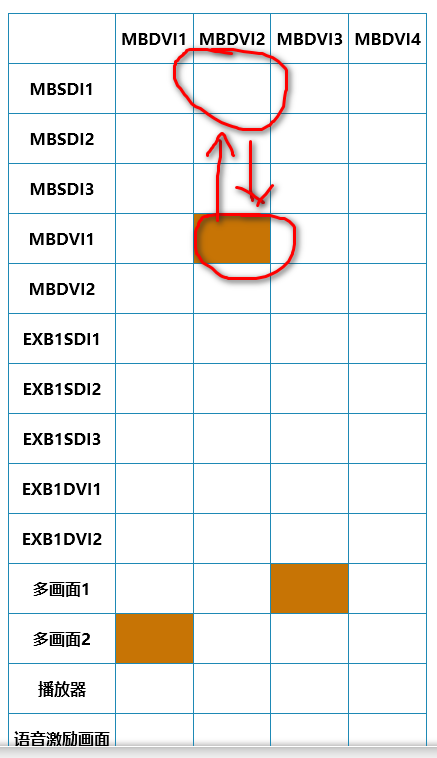 MBDVI1 MBDVI2 MBDVI3 MBDVI4
MBSDI1
MBSDI2
MBSDI3
MBDVI1
MBDVI2
EXB1SDI1
EXB1SDI2
EXB1SDI3
EXB1DVI1
EXB1DVI2
多画面1
多画面2
播放器
语音激励画面